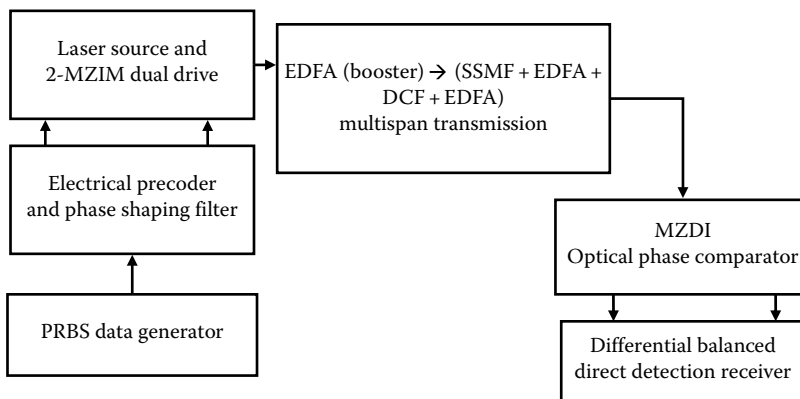 Laser source and
2-MZIM dual drive
EDFA (booster) → (SSMF + EDFA +
DCF + EDFA)
multispan transmission
Electrical precoder
and phase shaping filter
MZDI
Optical phase comparator
PRBS data generator
Differential balanced
direct detection receiver